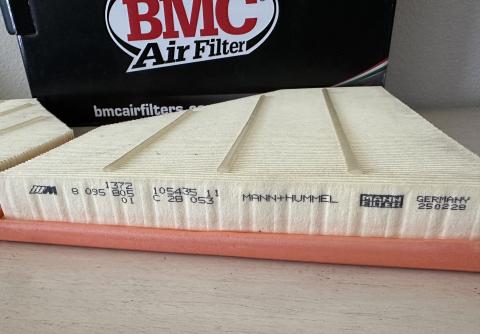 BMC
Air Filter
bmcairfilters.co
M 1372 105435 11 MANN+HUMMEL MANN FILTER GERMANY
8 095 805 C 28 053 250228
01